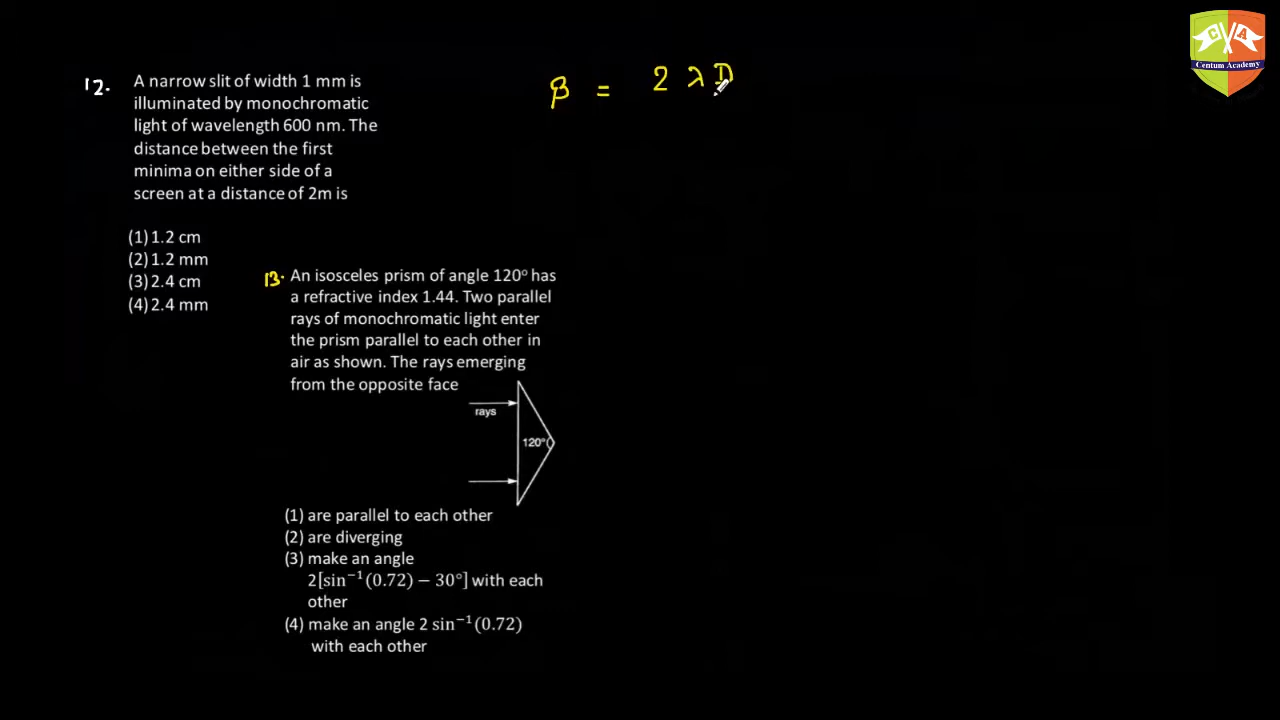 C A
Centum Academy
β = 2 λ D
12. A narrow slit of width 1 mm is
illuminated by monochromatic
light of wavelength 600 nm. The
distance between the first
minima on either side of a
screen at a distance of 2m is
(1) 1.2 cm
(2) 1.2 mm
(3) 2.4 cm
(4) 2.4 mm
13. An isosceles prism of angle 120° has
a refractive index 1.44. Two parallel
rays of monochromatic light enter
the prism parallel to each other in
air as shown. The rays emerging
from the opposite face
rays
120°
(1) are parallel to each other
(2) are diverging
(3) make an angle
2[sin⁻¹(0.72) − 30°] with each
other
(4) make an angle 2 sin⁻¹(0.72)
with each other